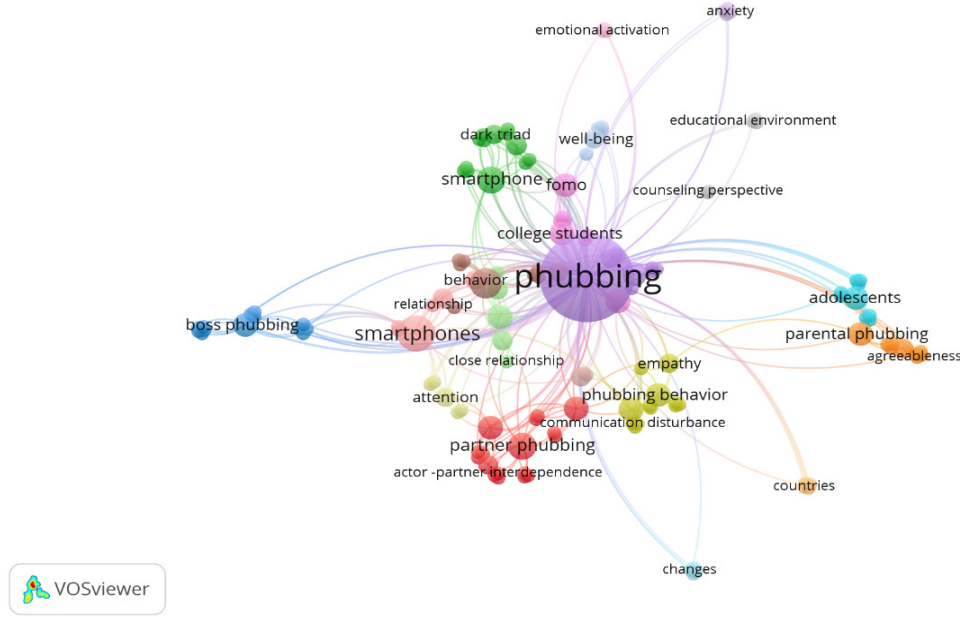 anxiety
emotional activation
educational environment
dark triad
well-being
smartphone
fomo
counseling perspective
college students
phubbing
behavior
relationship
adolescents
boss phubbing
smartphones
parental phubbing
agreeableness
close relationship
empathy
attention
phubbing behavior
communication disturbance
partner phubbing
actor -partner interdependence
countries
changes
VOSviewer